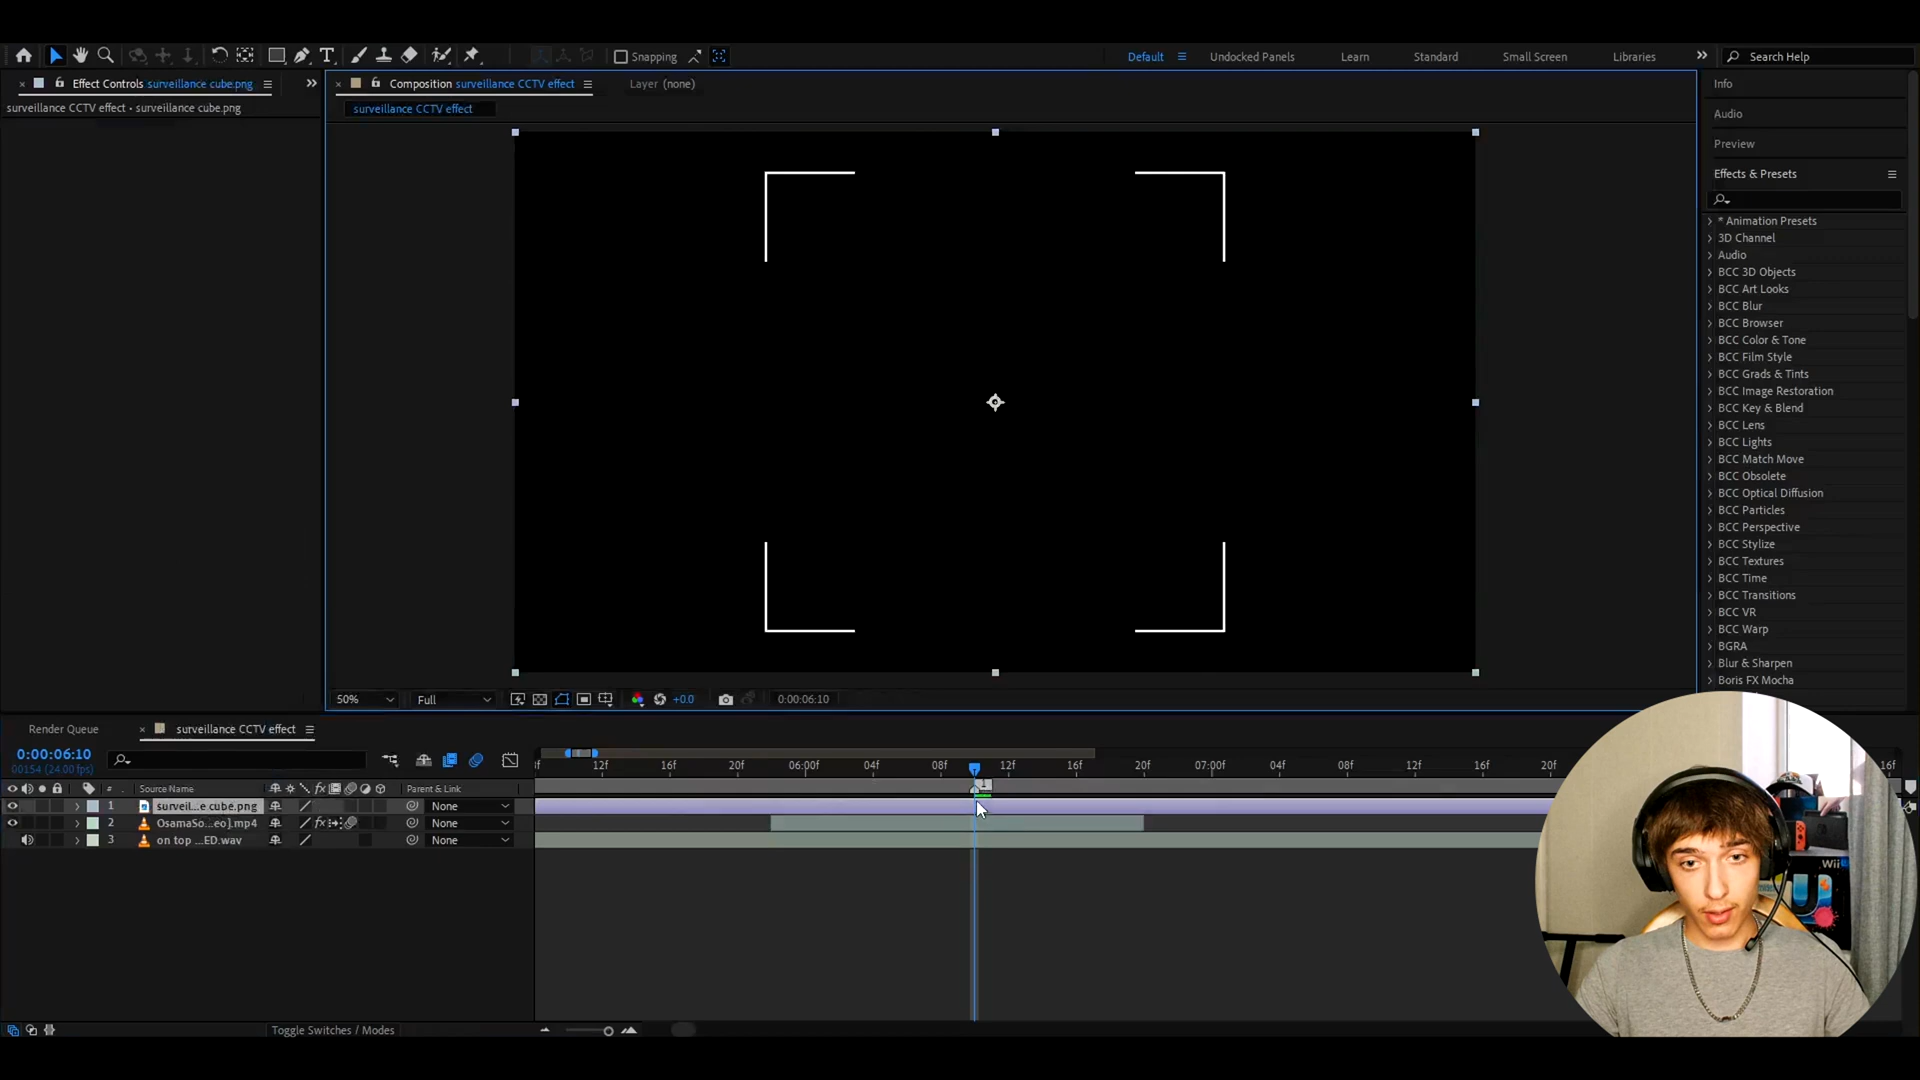 Snapping
Default
Undocked Panels
Learn
Standard
Small Screen
Libraries
Search Help
Effect Controls surveillance cube.png
Composition surveillance CCTV effect
Layer (none)
Info
surveillance CCTV effect • surveillance cube.png
surveillance CCTV effect
Audio
Preview
Effects & Presets
* Animation Presets
3D Channel
Audio
BCC 3D Objects
BCC Art Looks
BCC Blur
BCC Browser
BCC Color & Tone
BCC Film Style
BCC Grads & Tints
BCC Image Restoration
BCC Key & Blend
BCC Lens
BCC Lights
BCC Match Move
BCC Obsolete
BCC Optical Diffusion
BCC Particles
BCC Perspective
BCC Stylize
BCC Textures
BCC Time
BCC Transitions
BCC VR
BCC Warp
BGRA
Blur & Sharpen
Boris FX Mocha
50%
Full
+0.0
0:00:06:10
Render Queue
surveillance CCTV effect
0:00:06:10
00154 (24.00 fps)
12f 16f 20f 06:00f 04f 08f 12f 16f 20f 07:00f 04f 08f 12f 16f 20f 16f
1
# Source Name Parent & Link
1 surveil...e cube.png None
2 OsamaSo...eo].mp4 None
3 on top ...ED.wav None
Toggle Switches / Modes
Wii
U